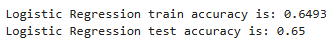 Logistic Regression train accuracy is: 0.6493
Logistic Regression test accuracy is: 0.65